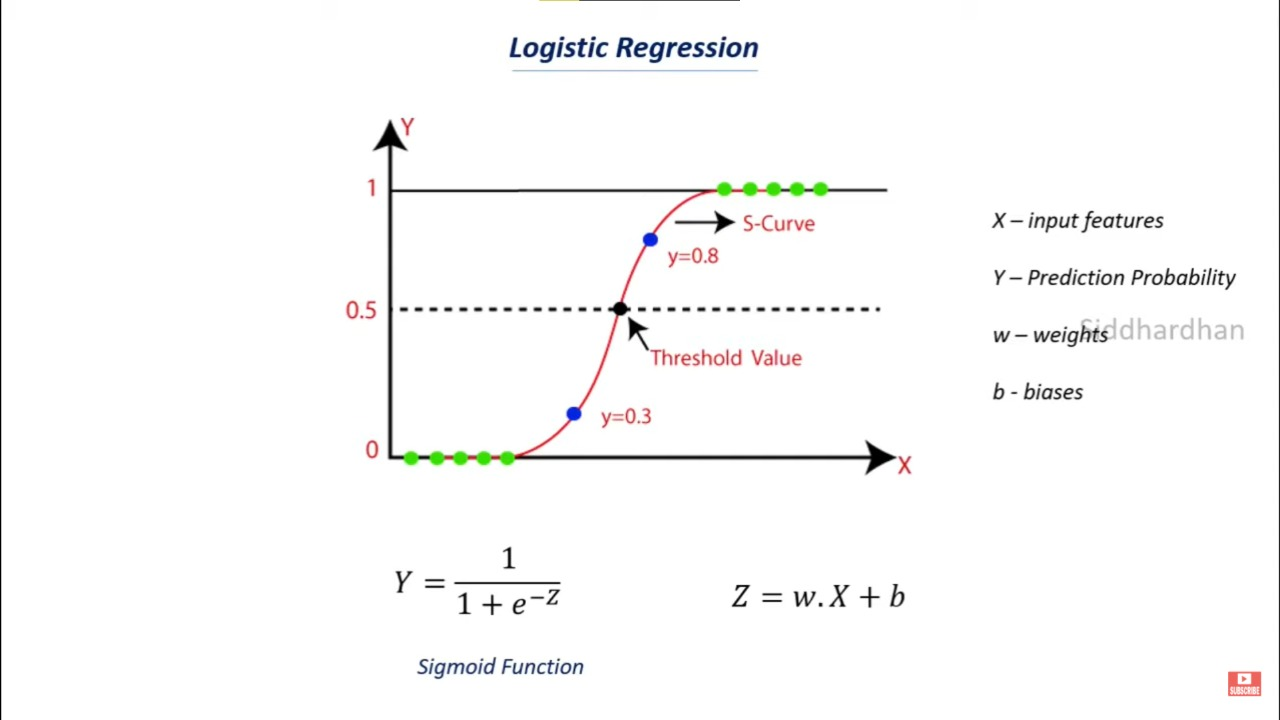 Logistic Regression
Y
1
S-Curve
y=0.8
0.5
Threshold Value
y=0.3
0
X
X – input features
Y – Prediction Probability
Siddhardhan
w – weights
b - biases
Y = 1 / (1 + e^−Z)
Z = w.X + b
Sigmoid Function
SUBSCRIBE